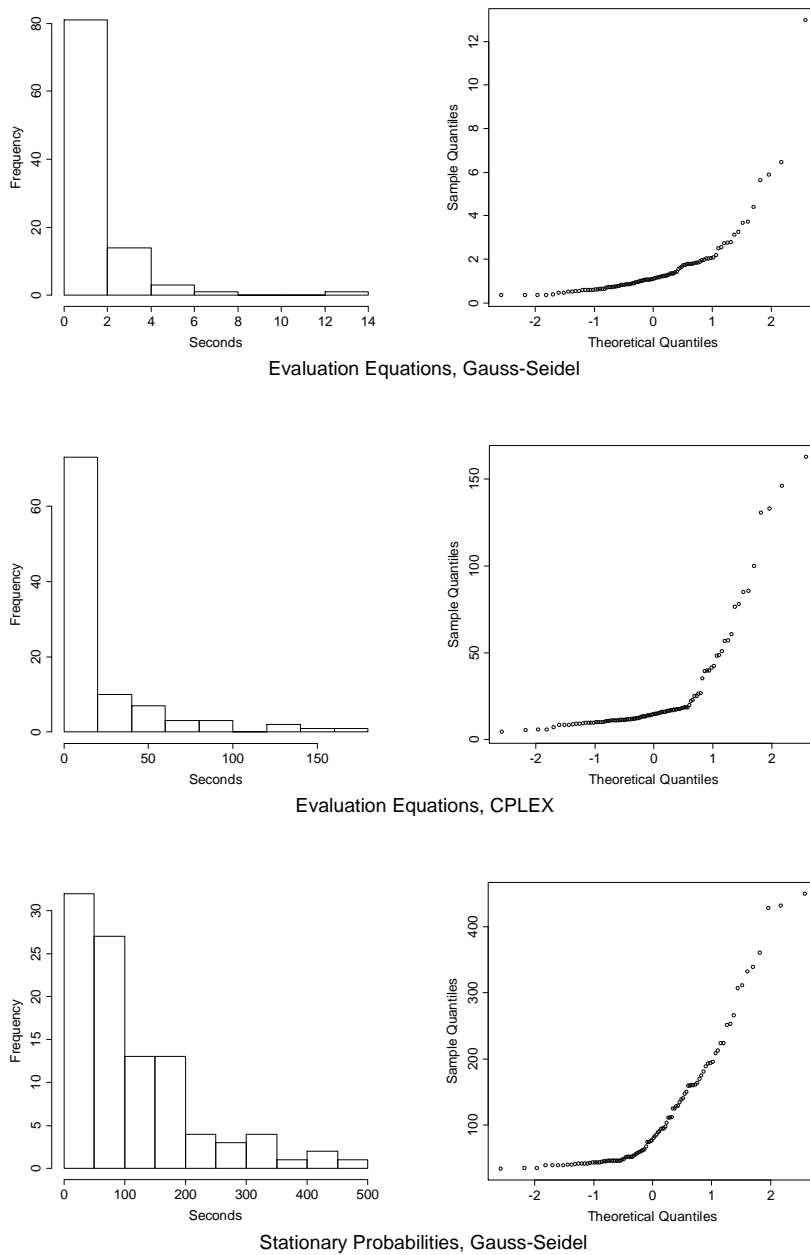 80
60
40
20
0
Frequency
0 2 4 6 8 10 12 14
Seconds
12
10
8
6
4
2
0
Sample Quantiles
-2 -1 0 1 2
Theoretical Quantiles
Evaluation Equations, Gauss-Seidel
60
40
20
0
Frequency
0 50 100 150
Seconds
150
100
50
0
Sample Quantiles
-2 -1 0 1 2
Theoretical Quantiles
Evaluation Equations, CPLEX
30
25
20
15
10
5
0
Frequency
0 100 200 300 400 500
Seconds
400
300
200
100
Sample Quantiles
-2 -1 0 1 2
Theoretical Quantiles
Stationary Probabilities, Gauss-Seidel